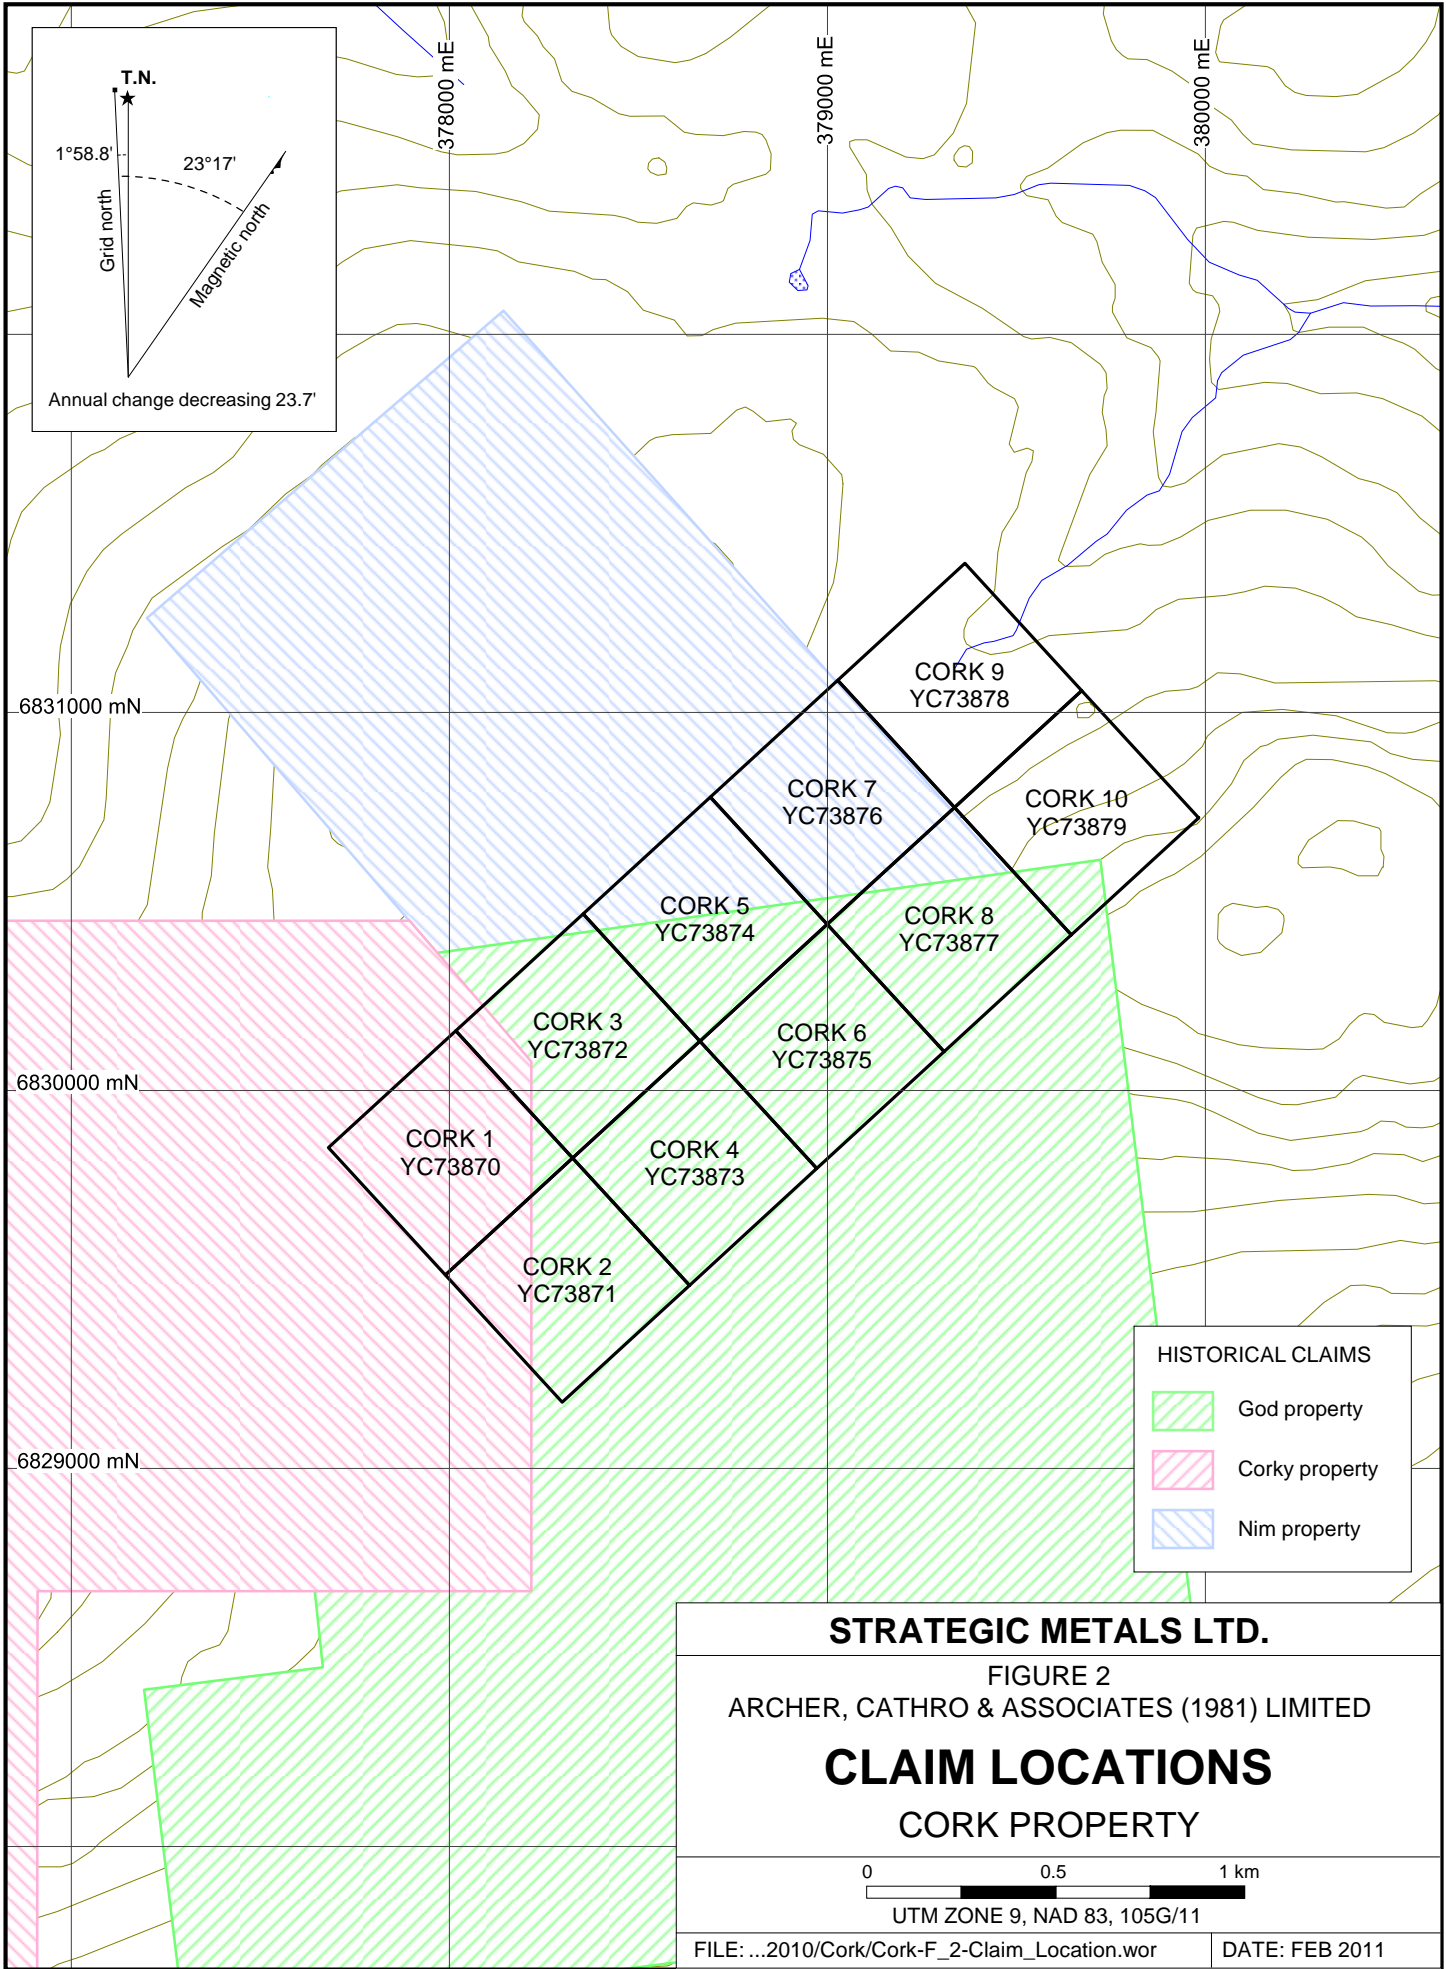 T.N.
1°58.8'
23°17'
Grid north
Magnetic north
Annual change decreasing 23.7'
378000 mE
379000 mE
380000 mE
6831000 mN
6830000 mN
6829000 mN
CORK 9
YC73878
CORK 7
YC73876
CORK 10
YC73879
CORK 5
YC73874
CORK 8
YC73877
CORK 3
YC73872
CORK 6
YC73875
CORK 1
YC73870
CORK 4
YC73873
CORK 2
YC73871
HISTORICAL CLAIMS
God property
Corky property
Nim property
STRATEGIC METALS LTD.
FIGURE 2
ARCHER, CATHRO & ASSOCIATES (1981) LIMITED
CLAIM LOCATIONS
CORK PROPERTY
0 0.5 1 km
UTM ZONE 9, NAD 83, 105G/11
FILE: ...2010/Cork/Cork-F_2-Claim_Location.wor
DATE: FEB 2011